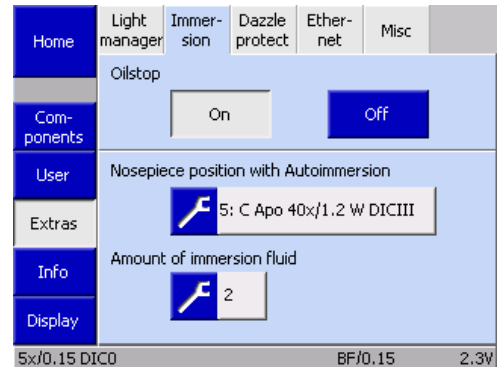 Home
Light
manager
Immer-
sion
Dazzle
protect
Ether-
net
Misc
Oilstop
On
Off
Com-
ponents
User
Nosepiece position with Autoimmersion
5: C Apo 40x/1.2 W DICIII
Extras
Amount of immersion fluid
2
Info
Display
5x/0.15 DIC0
BF/0.15
2.3V